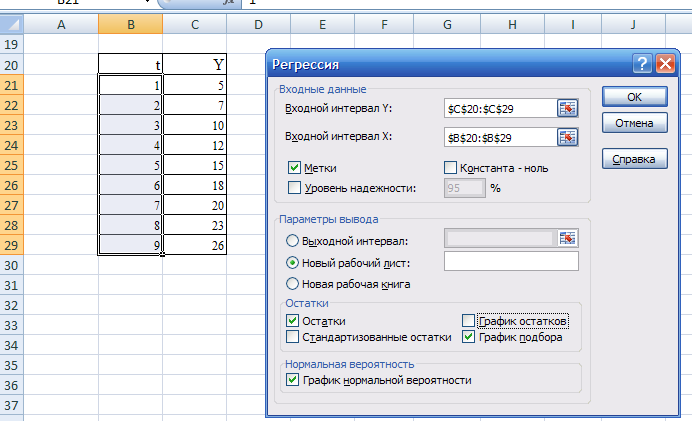 A B C D E F G H I J
19
20 t Y
21 1 5
22 2 7
23 3 10
24 4 12
25 5 15
26 6 18
27 7 20
28 8 23
29 9 26
30
31
32
33
34
35
36
37
Регрессия
Входные данные
Входной интервал Y: $C$20:$C$29
Входной интервал X: $B$20:$B$29
Метки Константа - ноль
Уровень надежности: 95 %
ОК
Отмена
Справка
Параметры вывода
Выходной интервал:
Новый рабочий лист:
Новая рабочая книга
Остатки
Остатки График остатков
Стандартизованные остатки График подбора
Нормальная вероятность
График нормальной вероятности